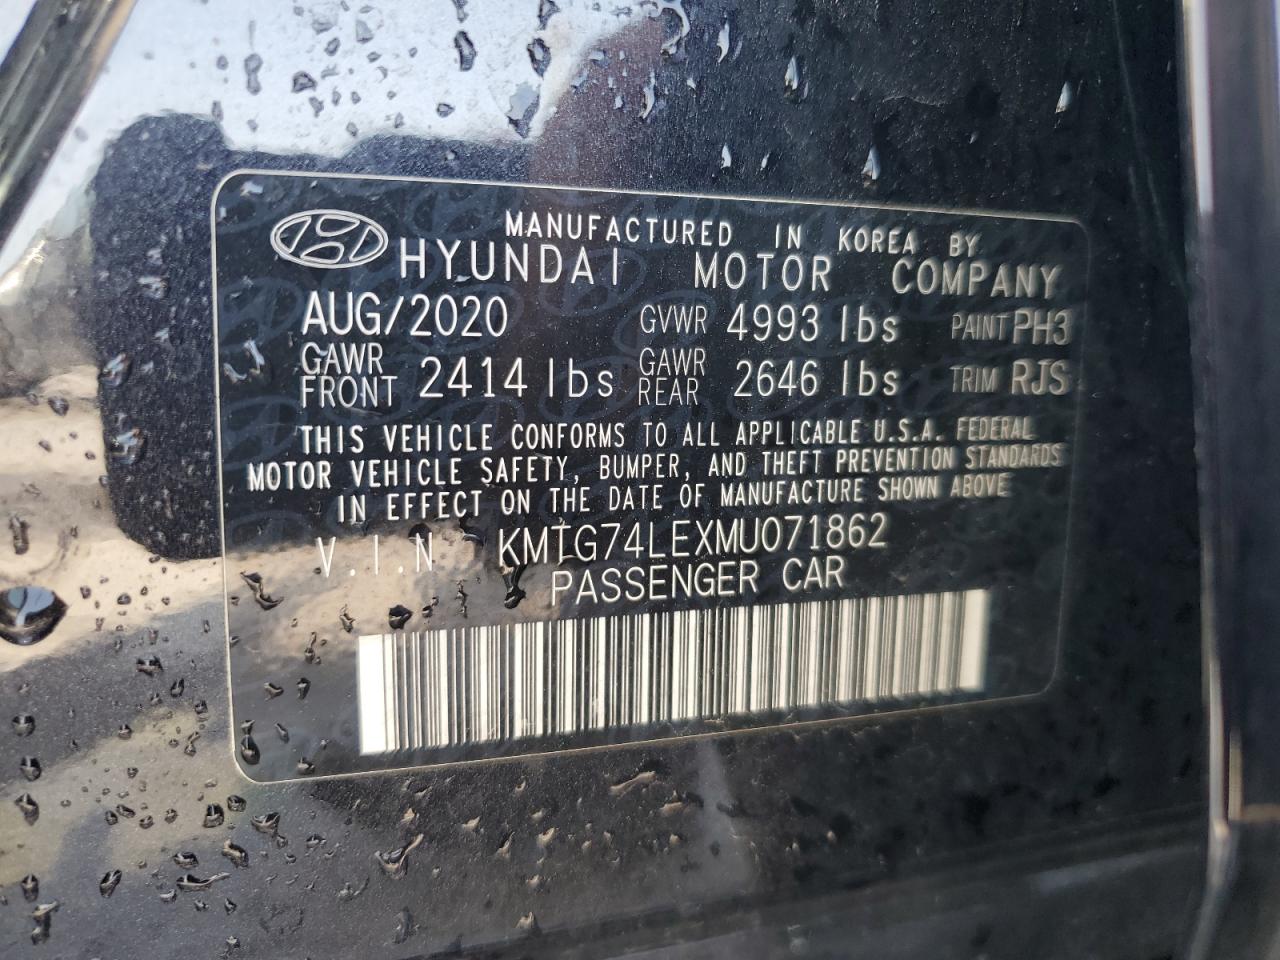 MANUFACTURED IN KOREA BY
HYUNDAI MOTOR COMPANY
AUG/2020 GVWR 4993 lbs PAINT PH3
GAWR FRONT 2414 lbs GAWR REAR 2646 lbs TRIM RJS
THIS VEHICLE CONFORMS TO ALL APPLICABLE U.S.A. FEDERAL
MOTOR VEHICLE SAFETY, BUMPER, AND THEFT PREVENTION STANDARDS
IN EFFECT ON THE DATE OF MANUFACTURE SHOWN ABOVE
V.I.N KMTG74LEXMU071862
PASSENGER CAR